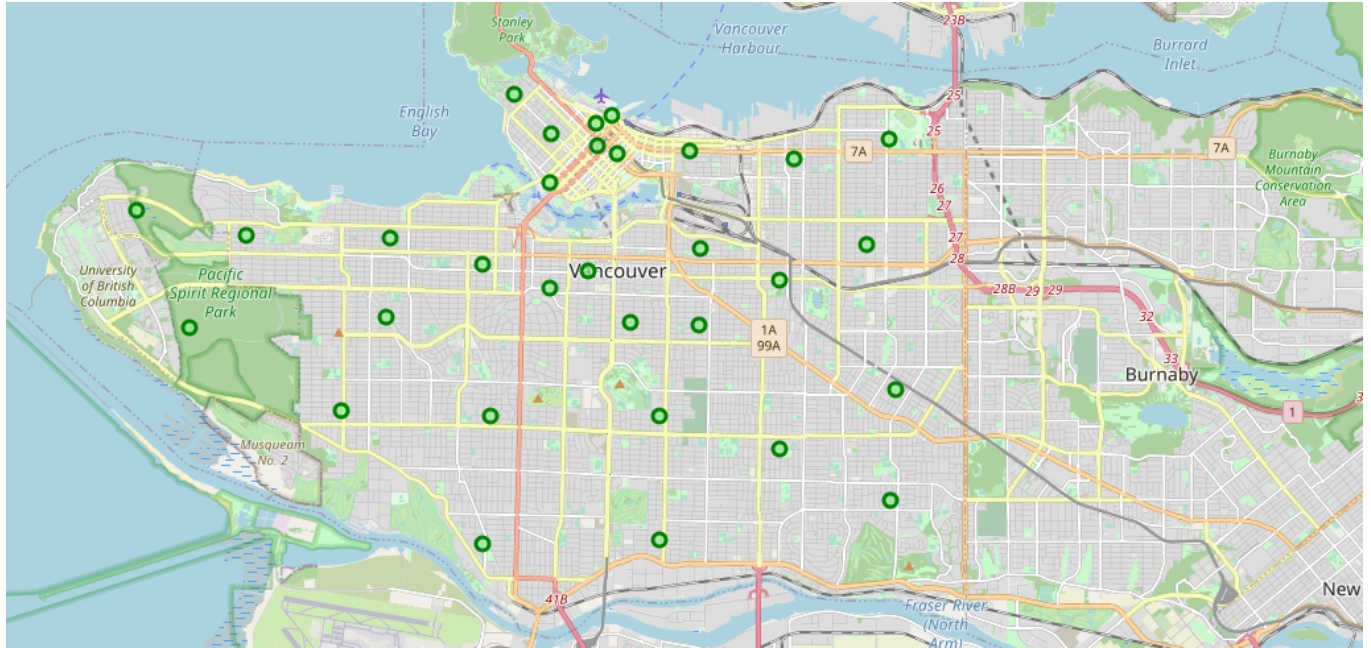 Stanley
Park
Vancouver
Harbour
23B
Burrard
Inlet
English
Bay
25
25
7A
7A
Burnaby
Mountain
Conservation
Area
26
27
27
28
University
of British
Columbia
Pacific
Spirit Regional
Park
Vancouver
28B
29
29
32
33
1A
99A
Burnaby
1
3
Musqueam
No. 2
41B
Fraser River
(North
Arm)
New